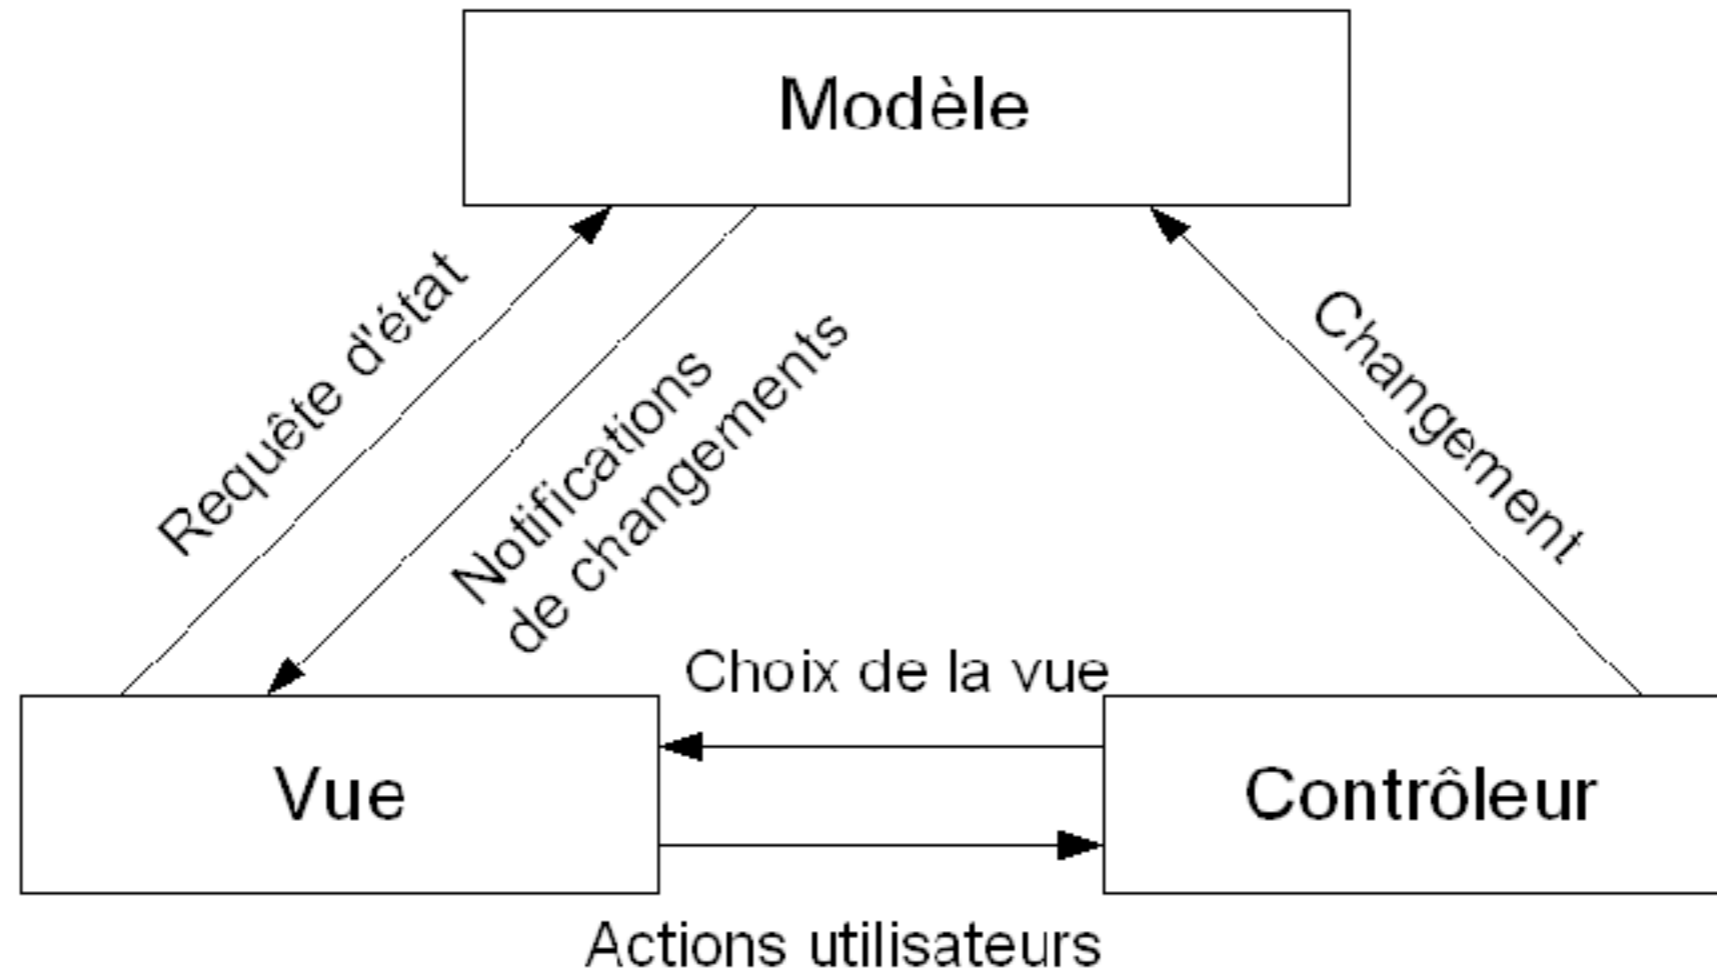 Modèle
Requête d'état
Notifications
de changements
Changement
Choix de la vue
Vue
Contrôleur
Actions utilisateurs